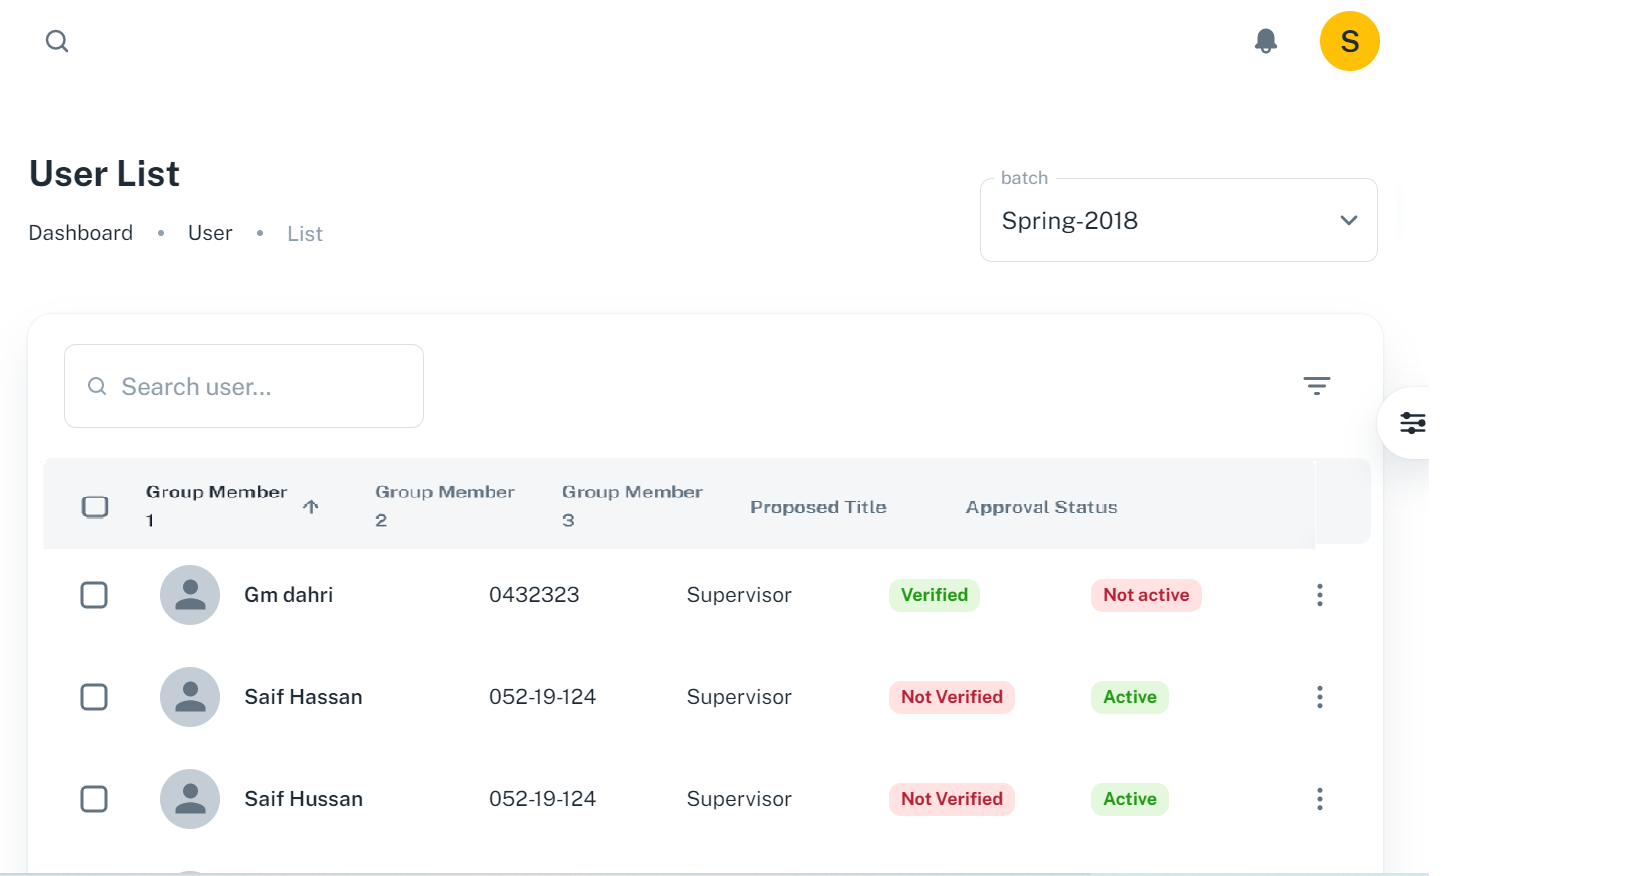 S
User List
Dashboard • User • List
batch
Spring-2018
Search user...
Group Member 1
Group Member 2
Group Member 3
Proposed Title
Approval Status
Gm dahri 0432323 Supervisor Verified Not active
Saif Hassan 052-19-124 Supervisor Not Verified Active
Saif Hussan 052-19-124 Supervisor Not Verified Active